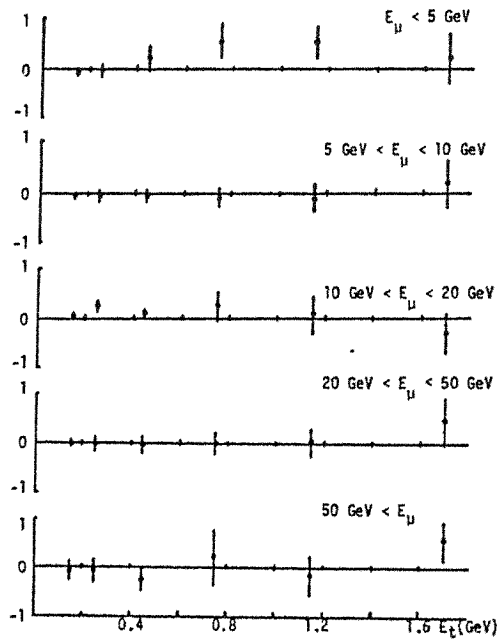 1
E_μ < 5 GeV
0
-1
1
5 GeV < E_μ < 10 GeV
0
-1
1
10 GeV < E_μ < 20 GeV
0
-1
1
20 GeV < E_μ < 50 GeV
0
-1
1
50 GeV < E_μ
0
-1
0.4 0.8 1.2 1.6 E_t(GeV)